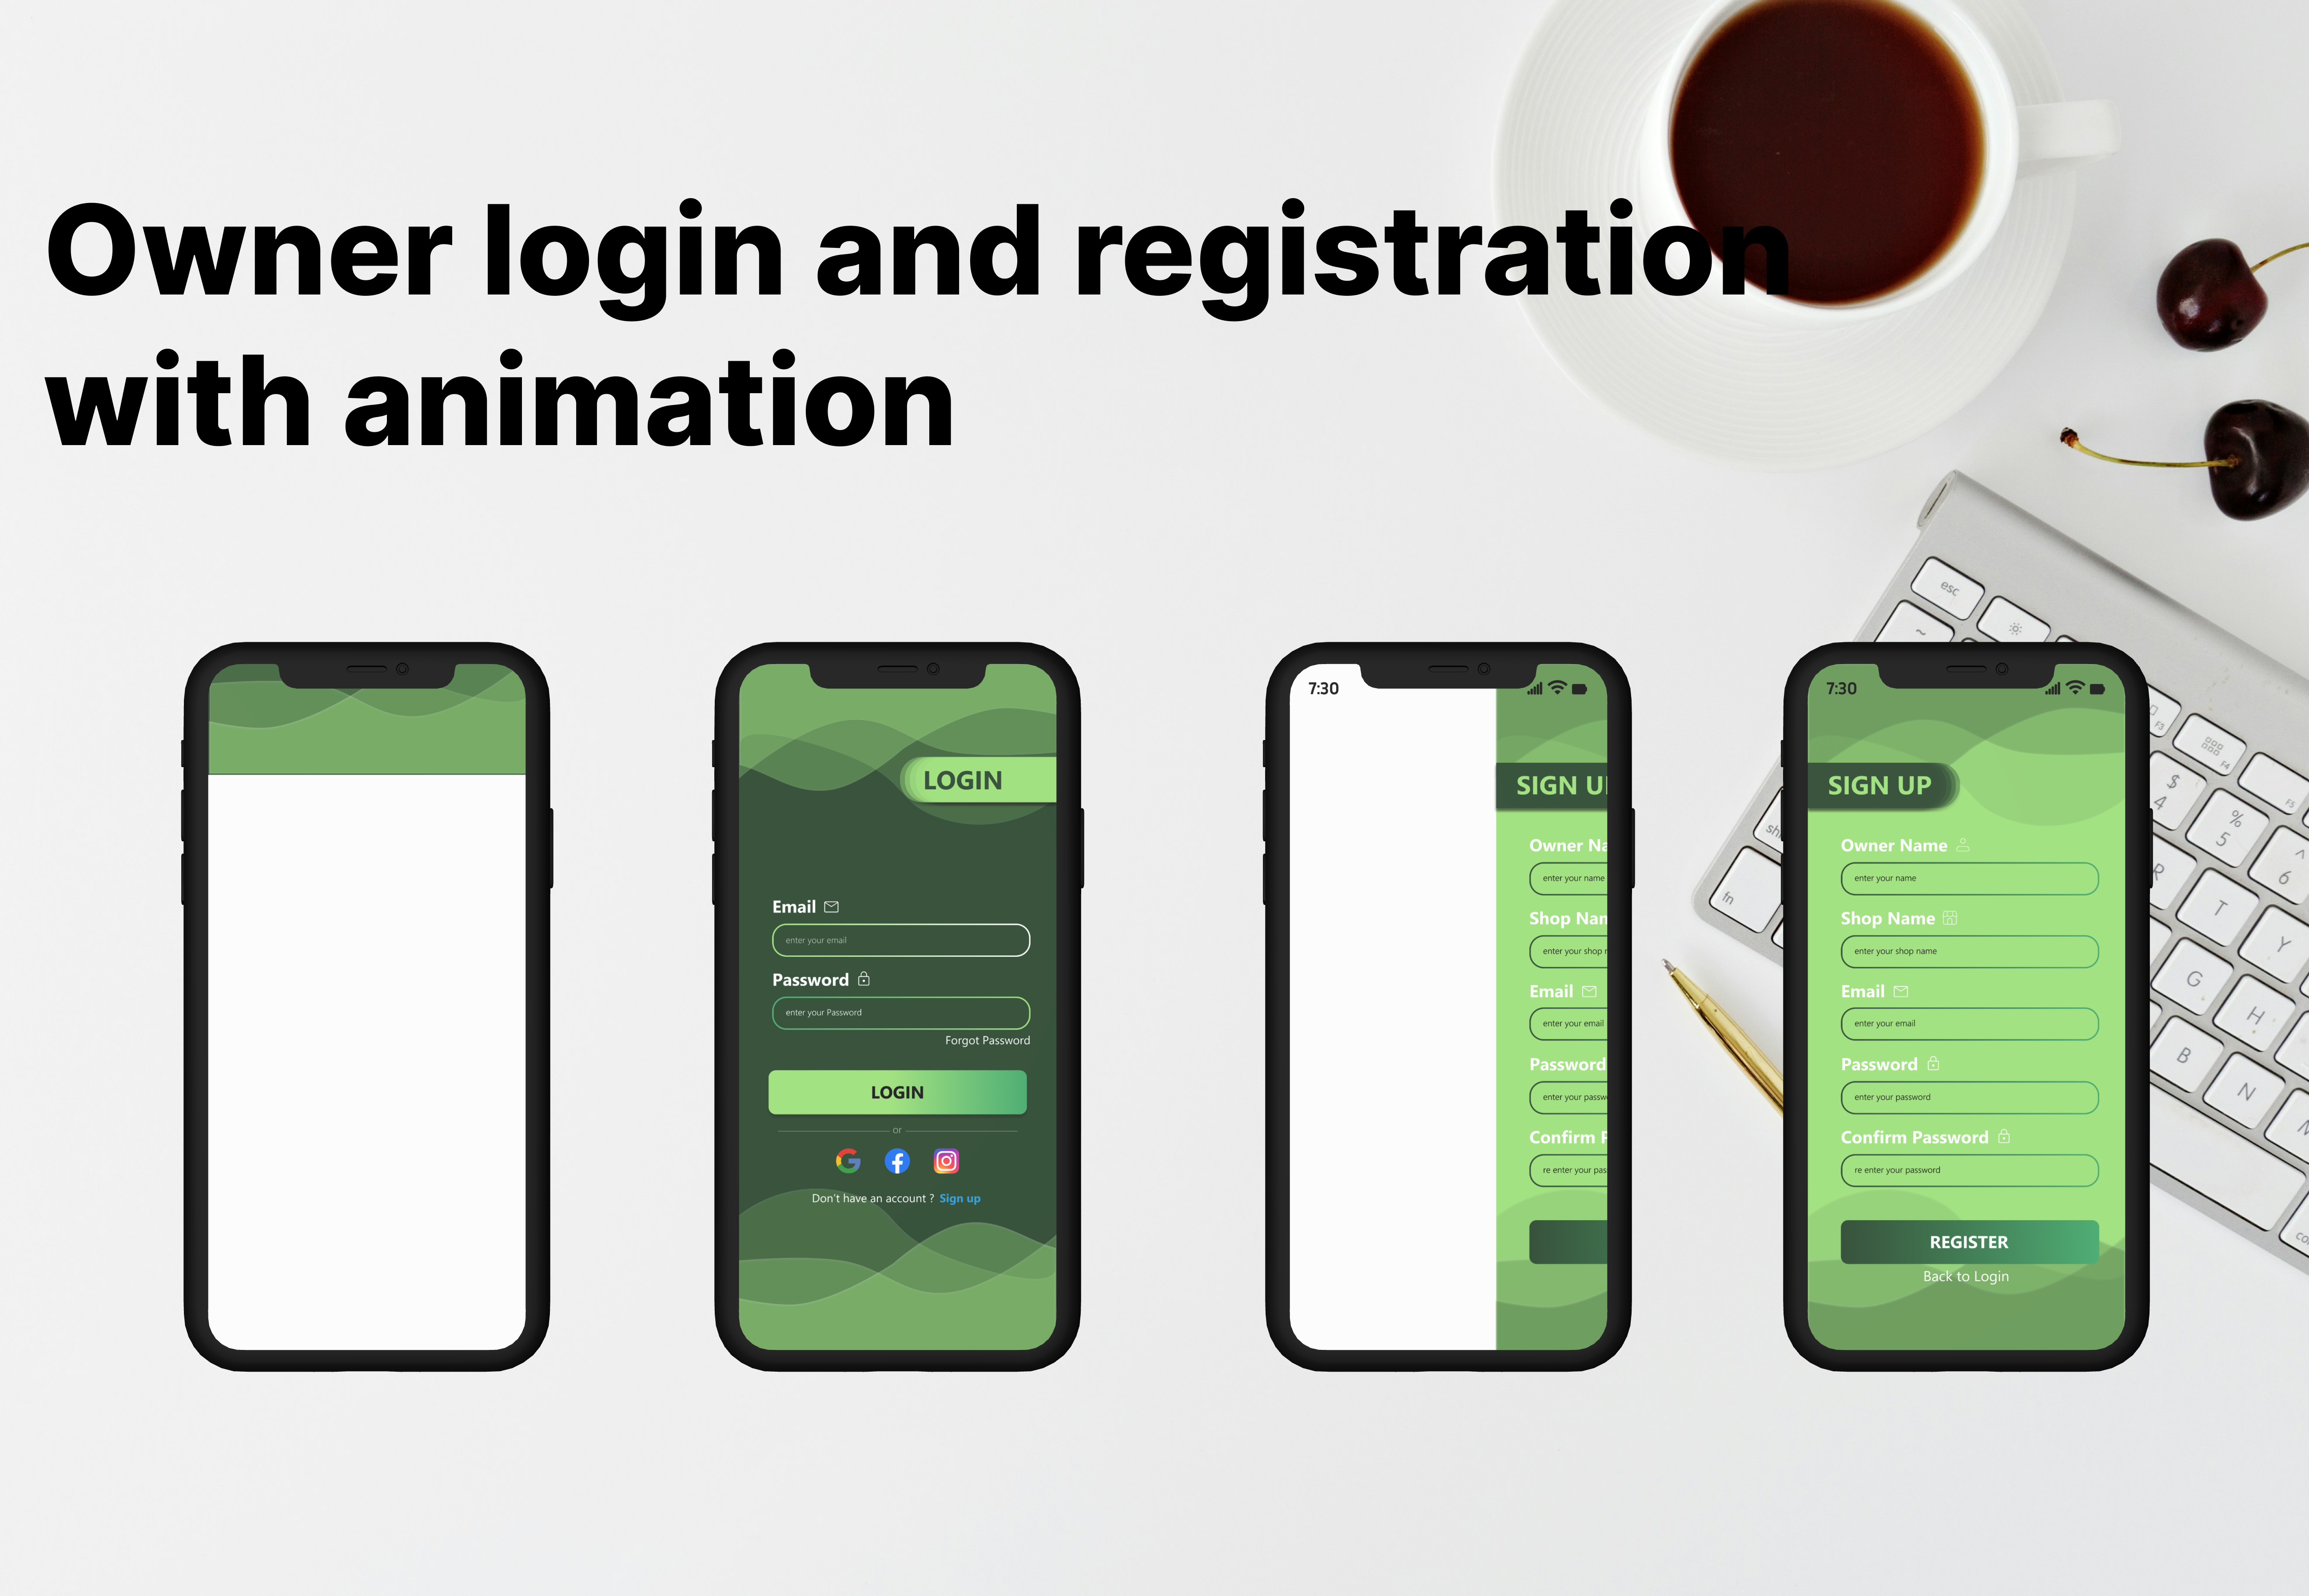 Owner login and registration
with animation
LOGIN
Email
enter your email
Password
enter your Password
Forgot Password
LOGIN
or
Don't have an account ? Sign up
7:30
SIGN U
Owner Na
enter your name
Shop Nan
enter your shop r
Email
enter your email
Password
enter your passw
Confirm P
re enter your pas
7:30
SIGN UP
Owner Name
enter your name
Shop Name
enter your shop name
Email
enter your email
Password
enter your password
Confirm Password
re enter your password
REGISTER
Back to Login
esc
~
F3
F4
F5
$
4
%
5
^
6
R
T
Y
fn
G
H
B
N